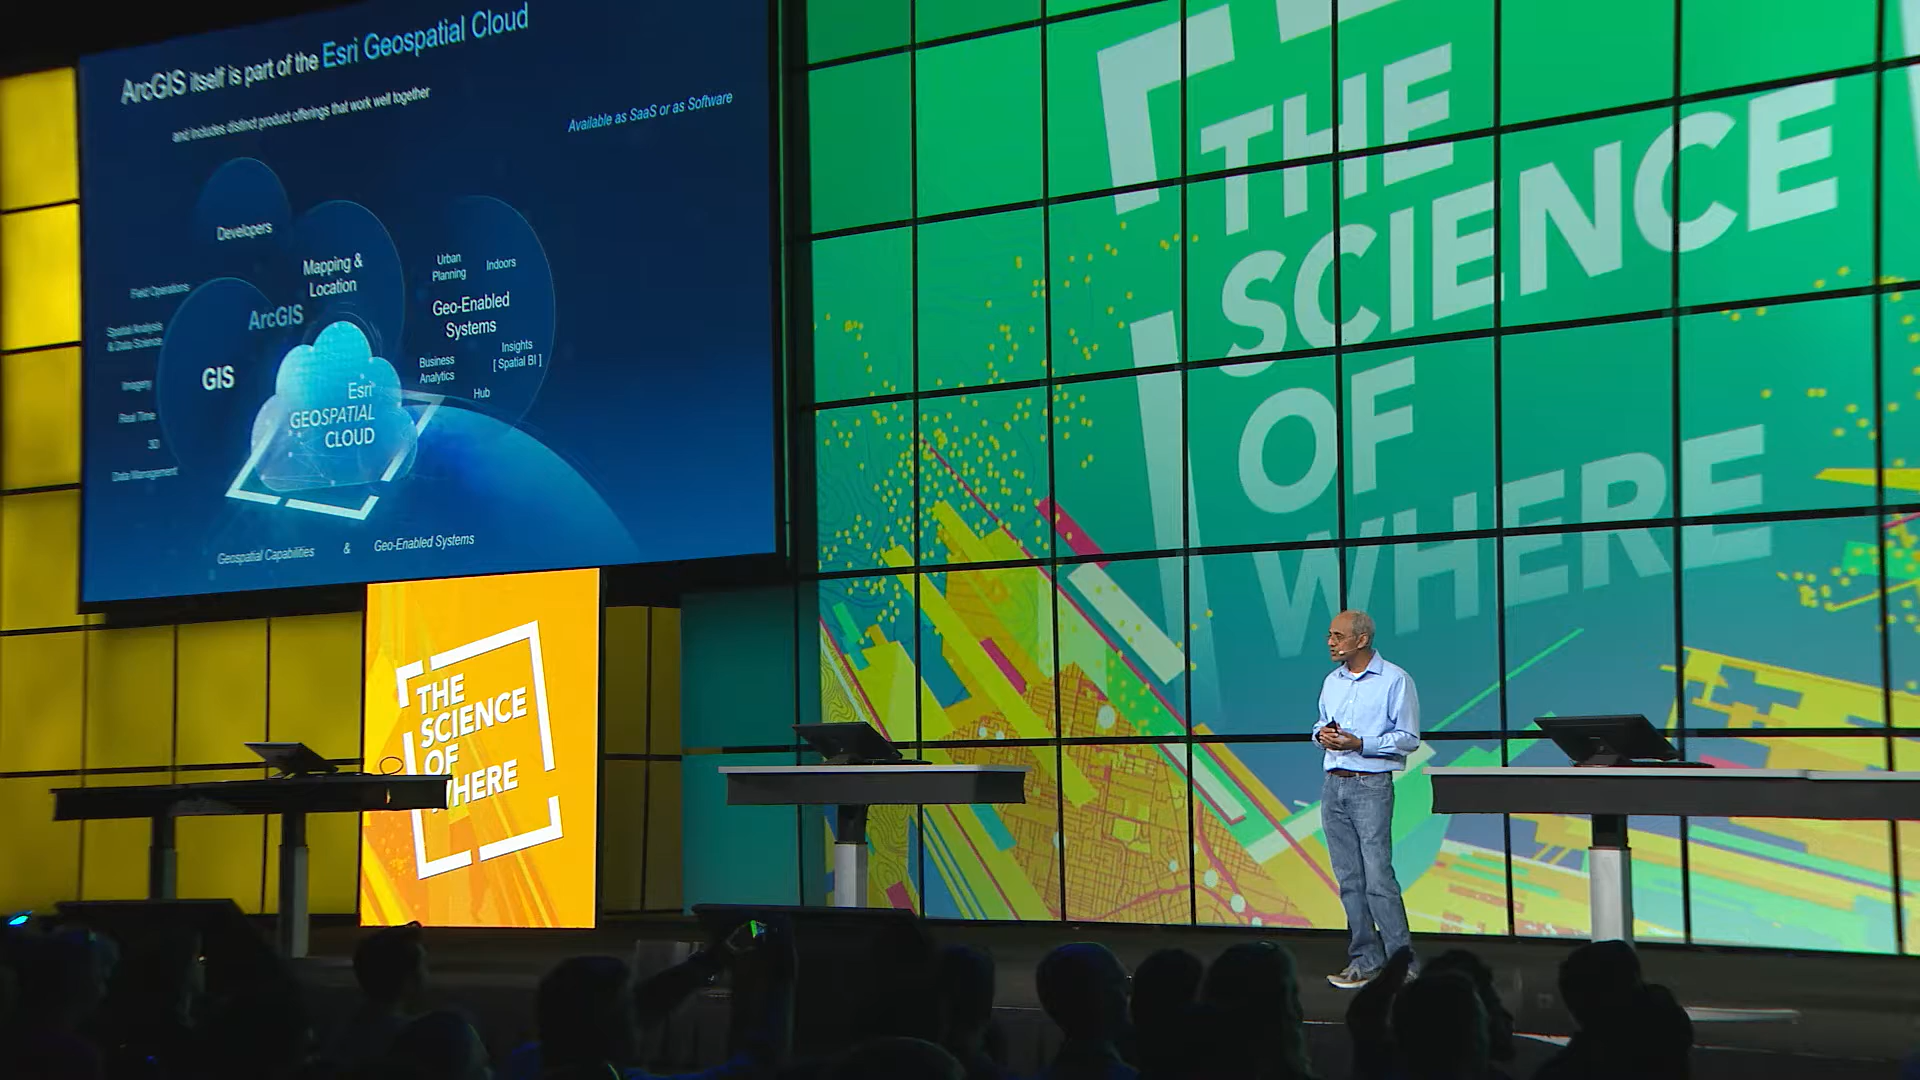 ArcGIS itself is part of the Esri Geospatial Cloud
and includes distinct product offerings that work well together
Available as SaaS or as Software
Developers
Mapping &
Location
Urban
Planning
Indoors
Geo-Enabled
Systems
Business
Analytics
Insights
[ Spatial BI ]
Hub
Field Operations
ArcGIS
Spatial Analysis
& Data Science
GIS
Imagery
Real Time
3D
Data Management
Esri
GEOSPATIAL
CLOUD
Geospatial Capabilities & Geo-Enabled Systems
THE
SCIENCE
OF
WHERE
THE
SCIENCE
OF
WHERE